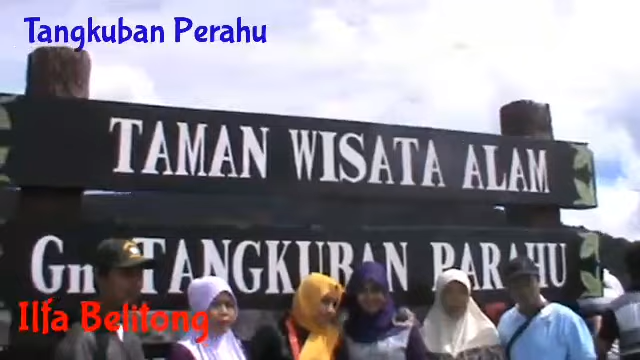 Tangkuban Perahu
TAMAN WISATA ALAM
Gn TANGKUBAN PARAHU
Ilfa Belitong